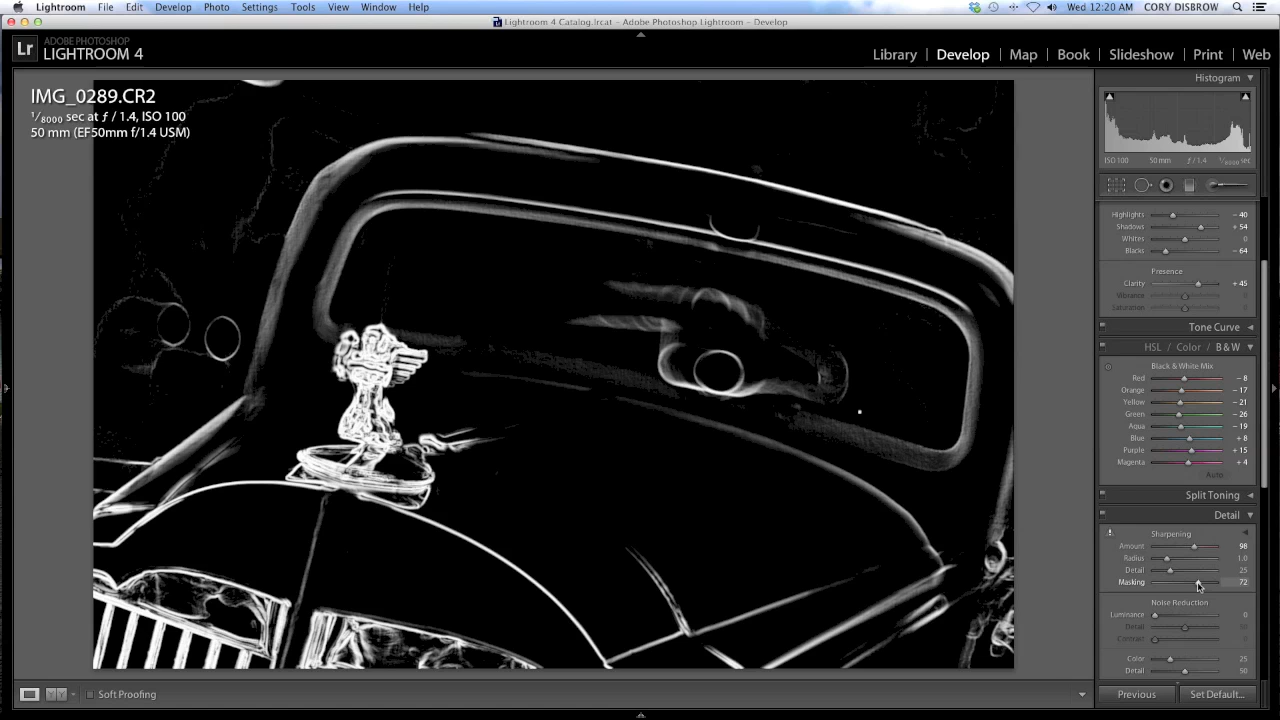 Lightroom File Edit Develop Photo Settings Tools View Window Help Wed 12:20 AM CORY DISBROW
Lightroom 4 Catalog.lrcat – Adobe Photoshop Lightroom – Develop
Lr ADOBE PHOTOSHOP
LIGHTROOM 4
Library Develop Map Book Slideshow Print Web
IMG_0289.CR2
1/8000 sec at ƒ / 1.4, ISO 100
50 mm (EF50mm f/1.4 USM)
Histogram
ISO 100 50 mm ƒ / 1.4 1/8000 sec
Highlights – 40
Shadows + 54
Whites 0
Blacks – 64
Presence
Clarity + 45
Vibrance
Saturation
Tone Curve
HSL / Color / B & W
Black & White Mix
Red – 8
Orange – 17
Yellow – 21
Green – 26
Aqua – 19
Blue + 8
Purple + 15
Magenta + 4
Auto
Split Toning
Detail
Sharpening
Amount 98
Radius 1.0
Detail 25
Masking 72
Noise Reduction
Luminance 0
Detail
Contrast
Color 25
Detail 50
Previous Set Default...
Soft Proofing